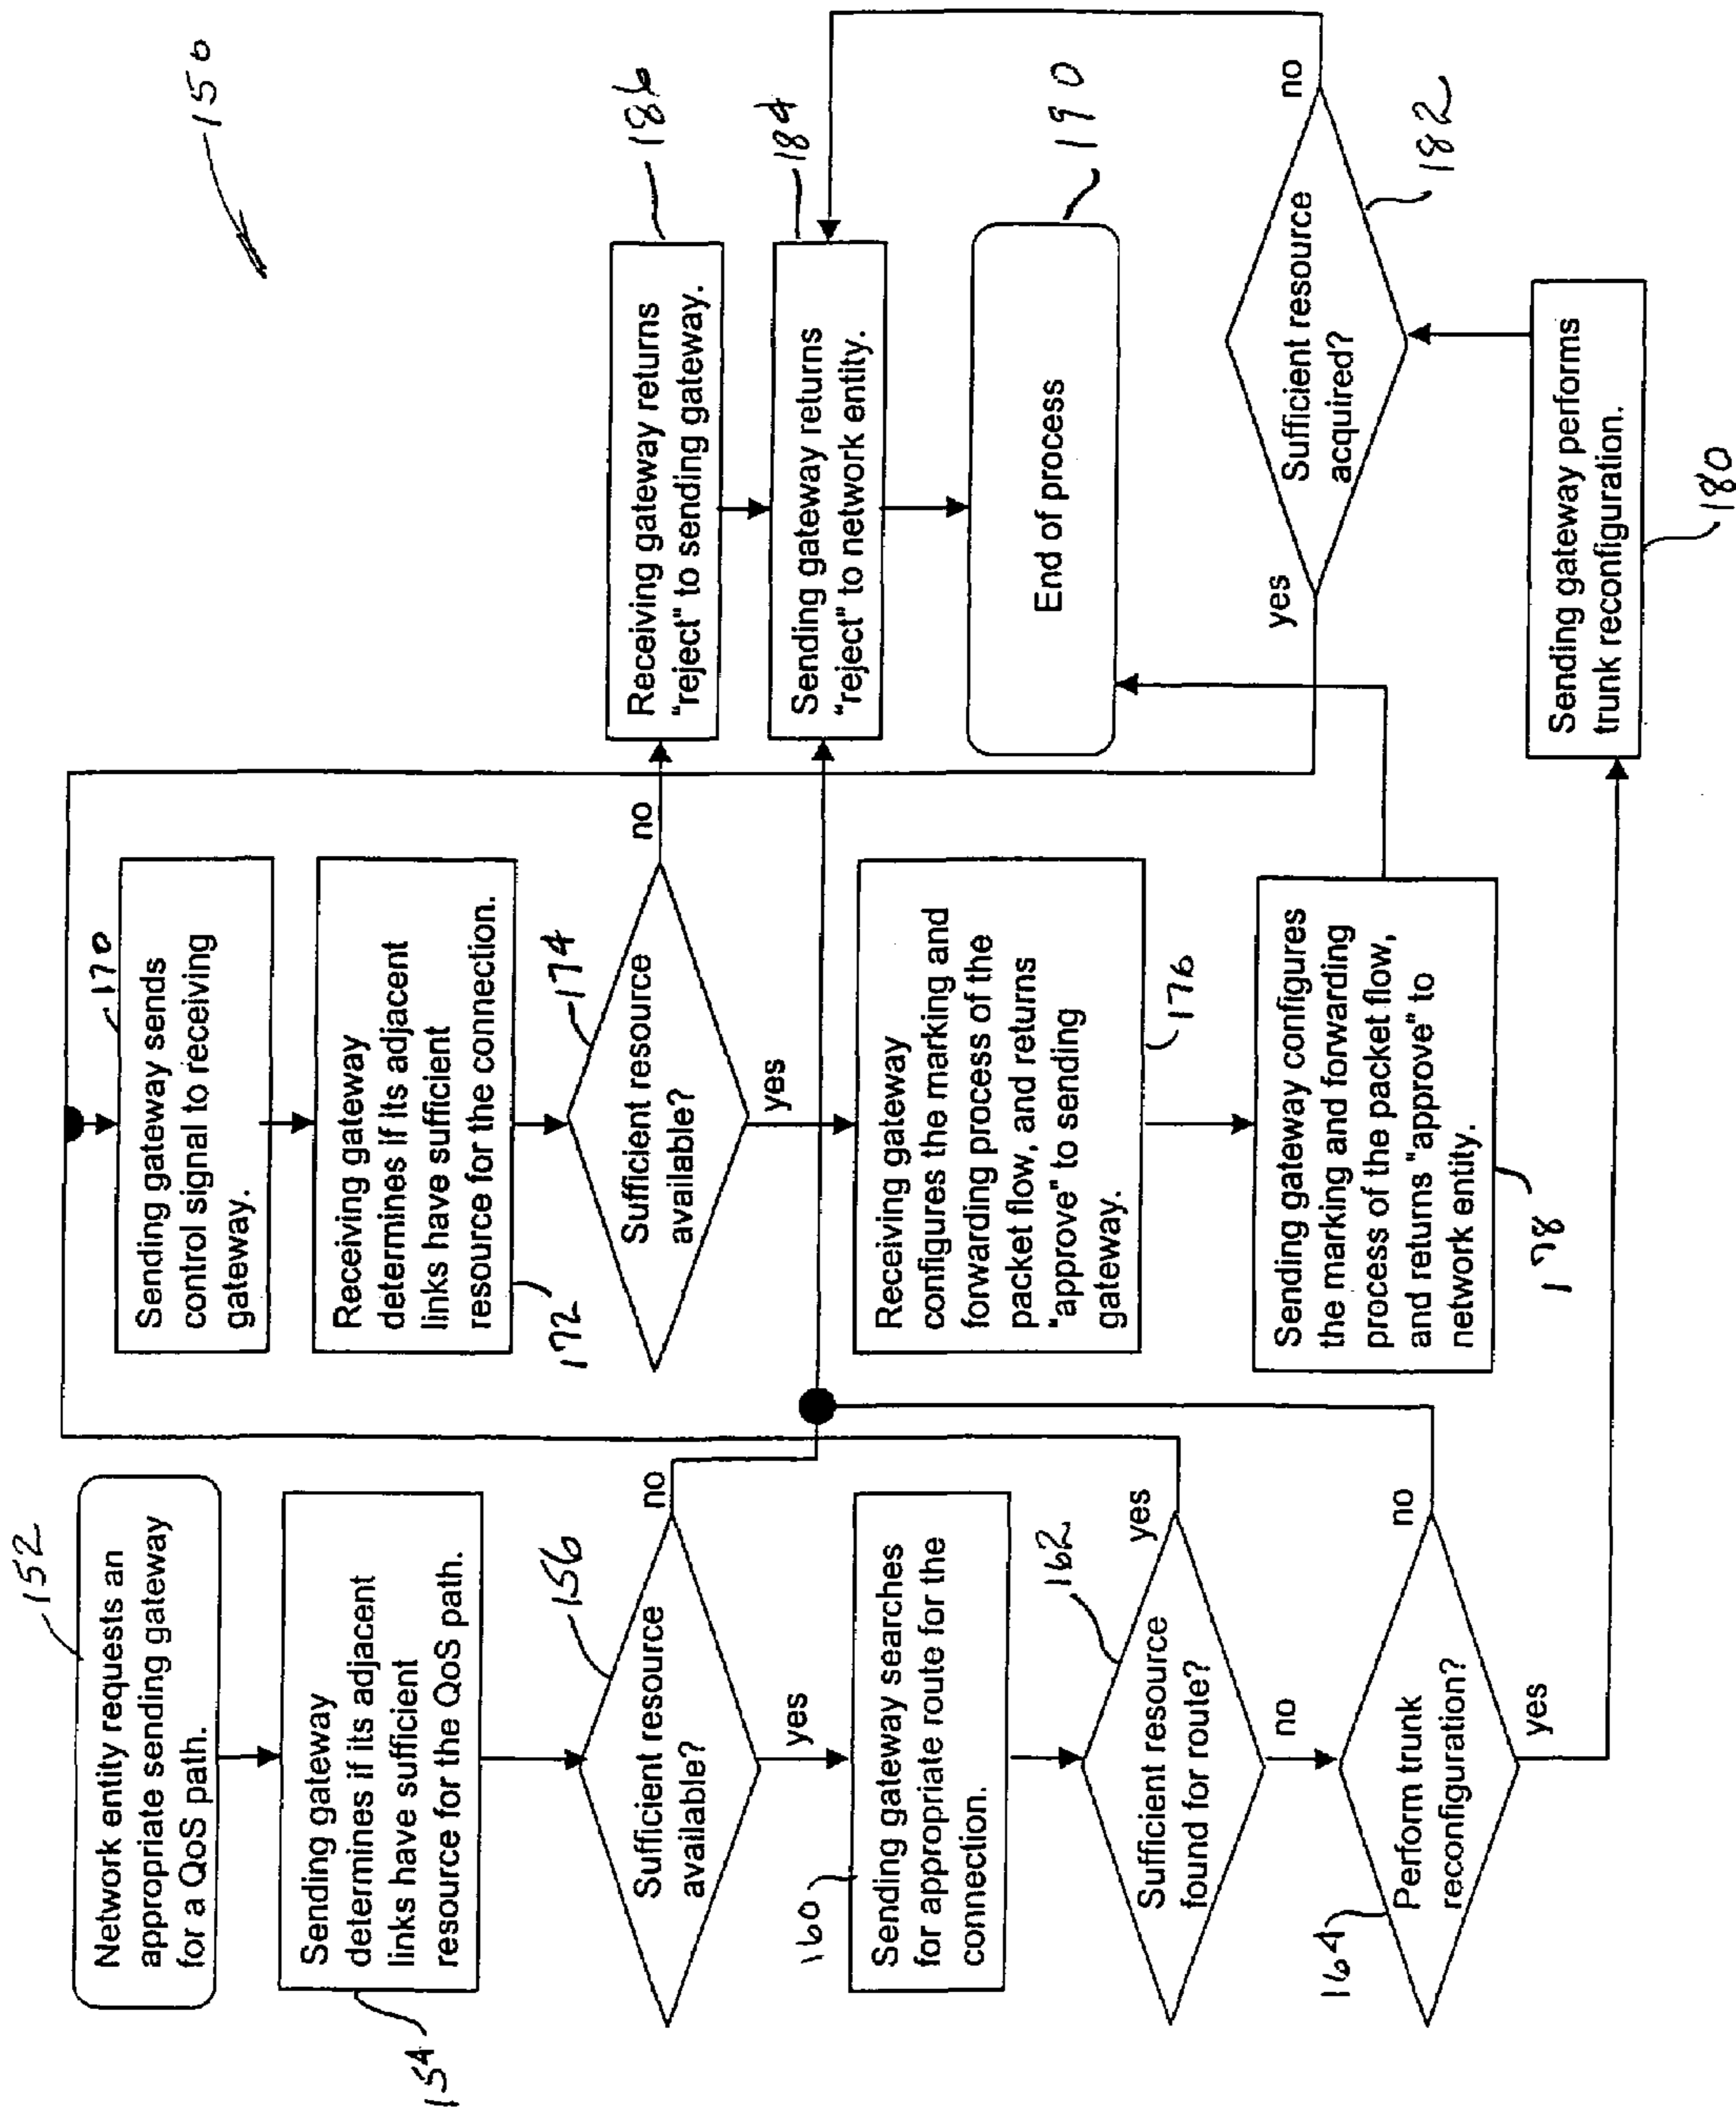 150
152
Network entity requests an
appropriate sending gateway
for a QoS path.
Sending gateway
determines if its adjacent
links have sufficient
resource for the QoS path.
154
156
Sufficient resource
available?
no
yes
160
Sending gateway searches
for appropriate route for the
connection.
162
Sufficient resource
found for route?
yes
no
164
Perform trunk
reconfiguration?
no
yes
170
Sending gateway sends
control signal to receiving
gateway.
Receiving gateway
determines if its adjacent
links have sufficient
resource for the connection.
172
174
Sufficient resource
available?
no
yes
Receiving gateway
configures the marking and
forwarding process of the
packet flow, and returns
"approve" to sending
gateway.
176
Sending gateway configures
the marking and forwarding
process of the packet flow,
and returns "approve" to
network entity.
178
186
Receiving gateway returns
"reject" to sending gateway.
184
Sending gateway returns
"reject" to network entity.
End of process
190
yes
Sufficient resource
acquired?
no
182
Sending gateway performs
trunk reconfiguration.
180